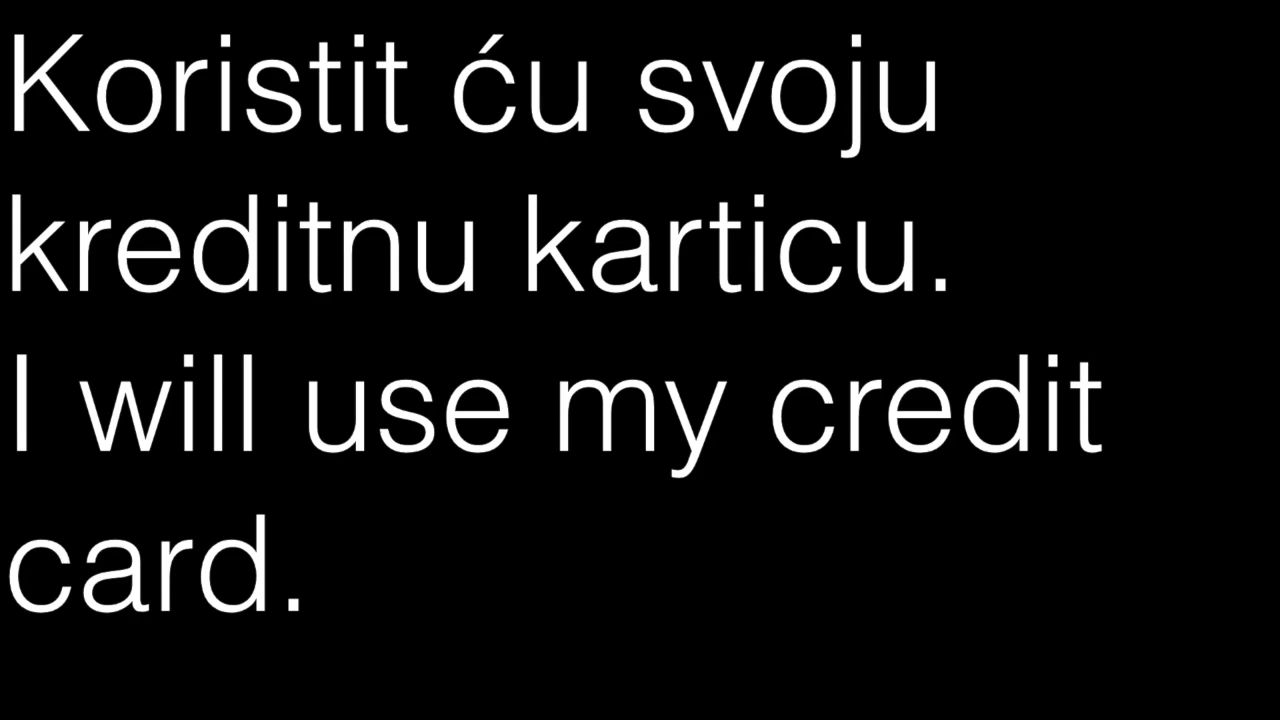 Koristit ću svoju
kreditnu karticu.
I will use my credit
card.